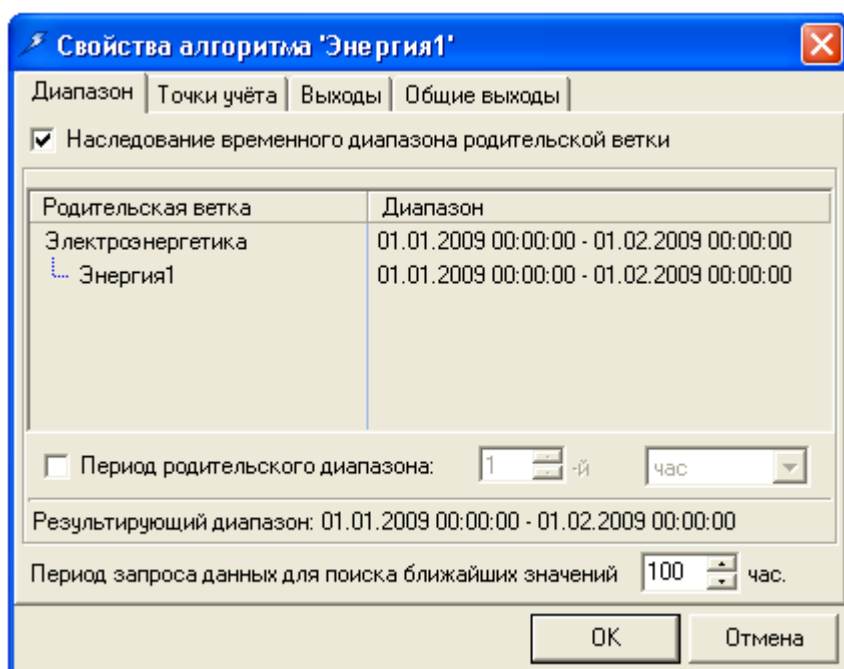 Свойства алгоритма 'Энергия1'
Диапазон Точки учёта Выходы Общие выходы
Наследование временного диапазона родительской ветки
Родительская ветка Диапазон
Электроэнергетика 01.01.2009 00:00:00 - 01.02.2009 00:00:00
Энергия1 01.01.2009 00:00:00 - 01.02.2009 00:00:00
Период родительского диапазона: 1 -й час
Результирующий диапазон: 01.01.2009 00:00:00 - 01.02.2009 00:00:00
Период запроса данных для поиска ближайших значений 100 час.
OK Отмена